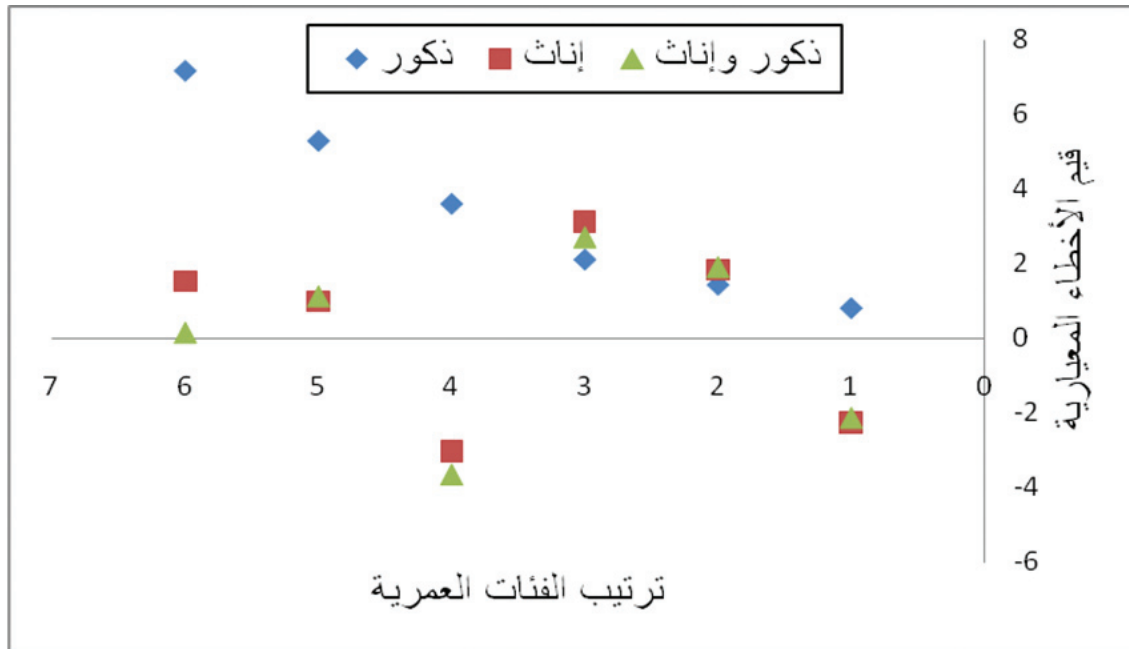 ذكور إناث ذكور وإناث
8
6
4
2
0
-2
-4
-6
قيم الأخطاء المعيارية
0 1 2 3 4 5 6 7
ترتيب الفئات العمرية